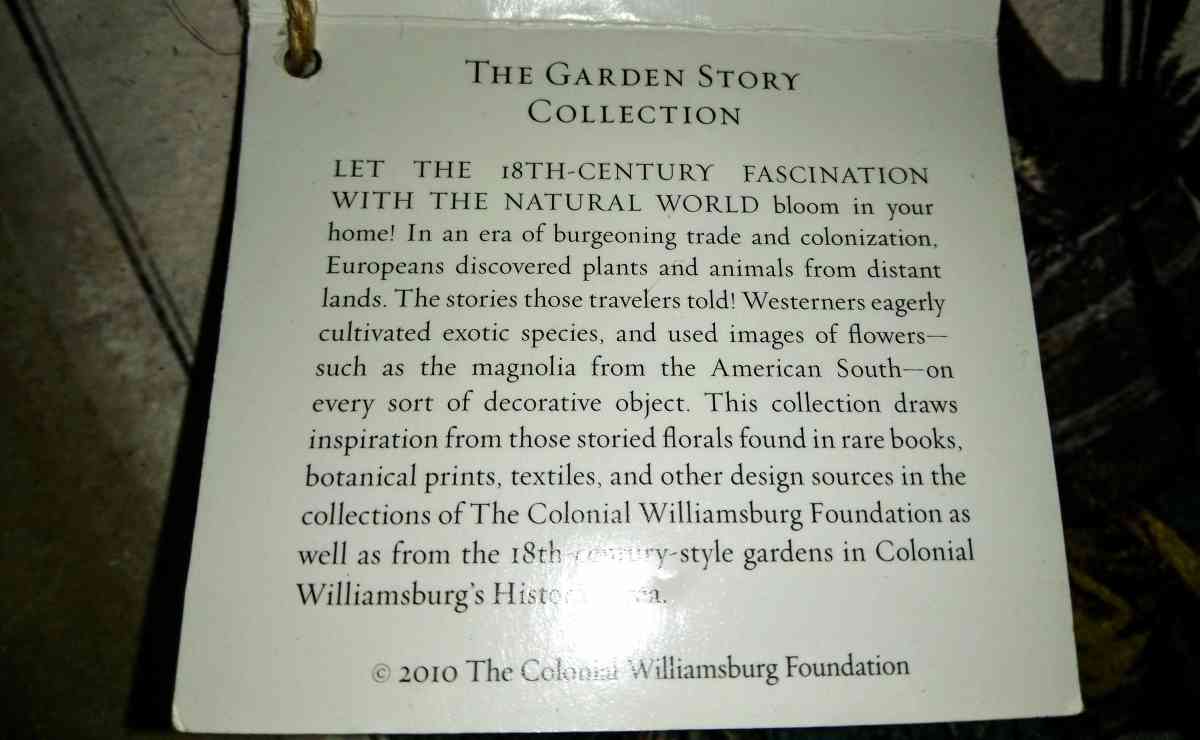 THE GARDEN STORY
COLLECTION
LET THE 18TH-CENTURY FASCINATION
WITH THE NATURAL WORLD bloom in your
home! In an era of burgeoning trade and colonization,
Europeans discovered plants and animals from distant
lands. The stories those travelers told! Westerners eagerly
cultivated exotic species, and used images of flowers—
such as the magnolia from the American South—on
every sort of decorative object. This collection draws
inspiration from those storied florals found in rare books,
botanical prints, textiles, and other design sources in the
collections of The Colonial Williamsburg Foundation as
well as from the 18th-century-style gardens in Colonial
Williamsburg's
© 2010 The Colonial Williamsburg Foundation